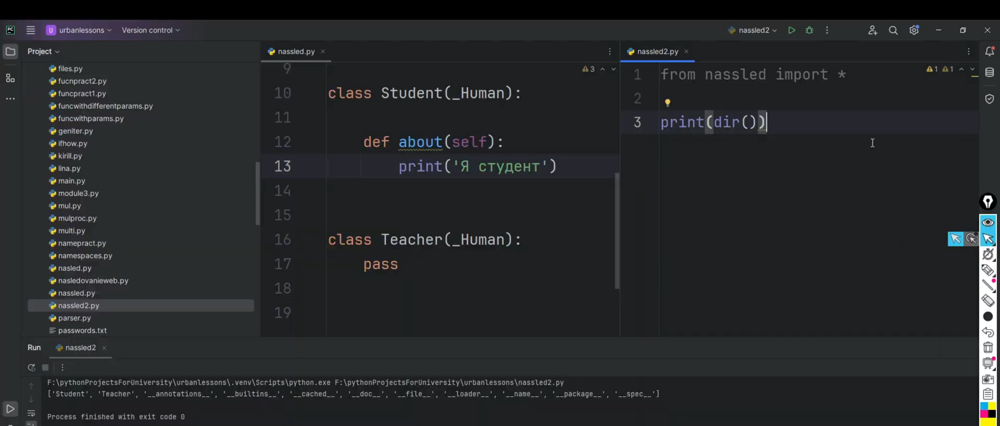 PC U urbanlessons Version control nassled2
Project
files.py
fucnpract2.py
funcpract1.py
funcwithdifferentparams.py
funcwithparams.py
geniter.py
ifhow.py
kirill.py
lina.py
main.py
module3.py
mul.py
mulproc.py
multi.py
namepract.py
namespaces.py
nasled.py
nasledovanieweb.py
nassled.py
nassled2.py
parser.py
passwords.txt
nassled.py
3
9
10 class Student(_Human):
11
12 def about(self):
13 print('Я студент')
14
15
16 class Teacher(_Human):
17 pass
18
19
nassled2.py
1 1
1 from nassled import *
2
3 print(dir())
Run nassled2
F:\pythonProjectsForUniversity\urbanlessons\.venv\Scripts\python.exe F:\pythonProjectsForUniversity\urbanlessons\nassled2.py
['Student', 'Teacher', '__annotations__', '__builtins__', '__cached__', '__doc__', '__file__', '__loader__', '__name__', '__package__', '__spec__']
Process finished with exit code 0